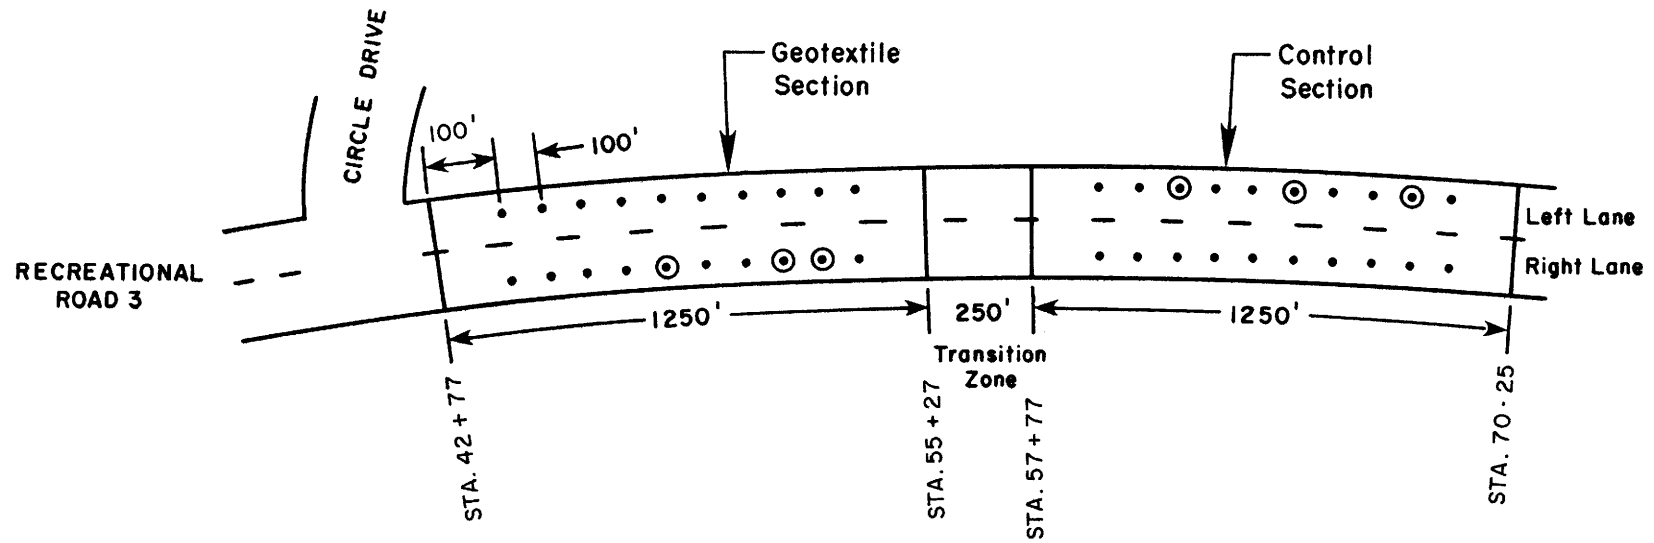 CIRCLE DRIVE
Geotextile
Section
Control
Section
100'
100'
Left Lane
Right Lane
RECREATIONAL
ROAD 3
1250'
250'
1250'
Transition
Zone
STA. 42 + 77
STA. 55 + 27
STA. 57 + 77
STA. 70 - 25